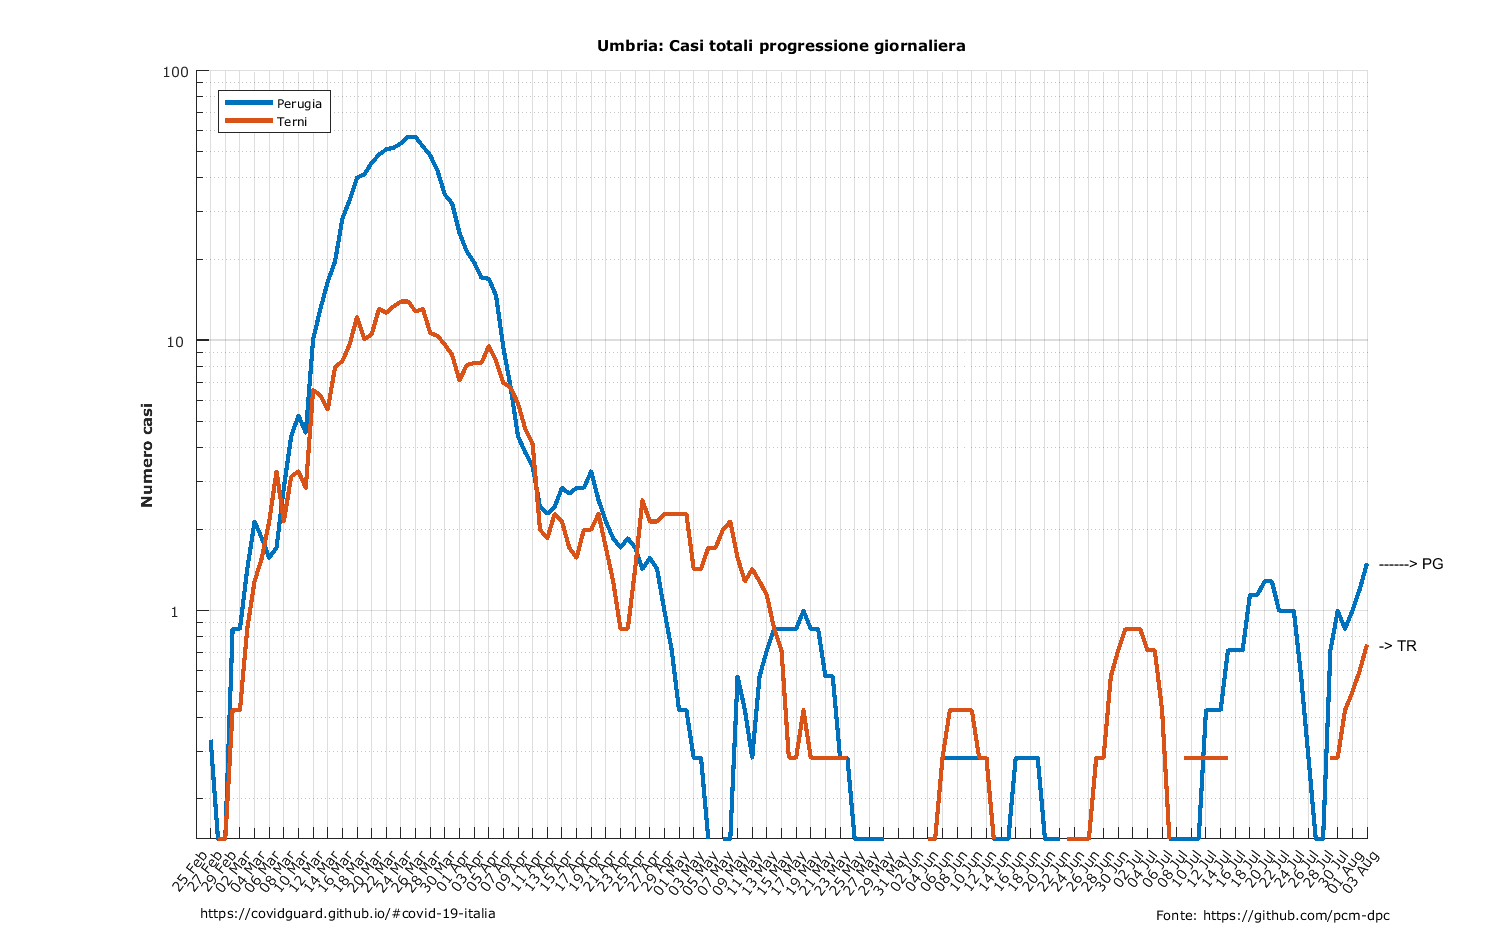 Umbria: Casi totali progressione giornaliera
100
10
1
Numero casi
Perugia
Terni
------> PG
-> TR
25 Feb
27 Feb
29 Feb
02 Mar
04 Mar
06 Mar
08 Mar
10 Mar
12 Mar
14 Mar
16 Mar
18 Mar
20 Mar
22 Mar
24 Mar
26 Mar
28 Mar
30 Mar
01 Apr
03 Apr
05 Apr
07 Apr
09 Apr
11 Apr
13 Apr
15 Apr
17 Apr
19 Apr
21 Apr
23 Apr
25 Apr
27 Apr
29 Apr
01 May
03 May
05 May
07 May
09 May
11 May
13 May
15 May
17 May
19 May
21 May
23 May
25 May
27 May
29 May
31 May
02 Jun
04 Jun
06 Jun
08 Jun
10 Jun
12 Jun
14 Jun
16 Jun
18 Jun
20 Jun
22 Jun
24 Jun
26 Jun
28 Jun
30 Jun
02 Jul
04 Jul
06 Jul
08 Jul
10 Jul
12 Jul
14 Jul
16 Jul
18 Jul
20 Jul
22 Jul
24 Jul
26 Jul
28 Jul
30 Jul
01 Aug
03 Aug
https://covidguard.github.io/#covid-19-italia
Fonte: https://github.com/pcm-dpc